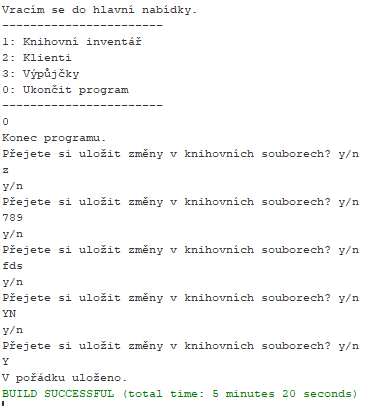 Vracím se do hlavní nabídky.
-----------------------
1: Knihovní inventář
2: Klienti
3: Výpůjčky
0: Ukončit program
-----------------------
0
Konec programu.
Přejete si uložit změny v knihovních souborech? y/n
z
y/n
Přejete si uložit změny v knihovních souborech? y/n
789
y/n
Přejete si uložit změny v knihovních souborech? y/n
fds
y/n
Přejete si uložit změny v knihovních souborech? y/n
YN
y/n
Přejete si uložit změny v knihovních souborech? y/n
Y
V pořádku uloženo.
BUILD SUCCESSFUL (total time: 5 minutes 20 seconds)